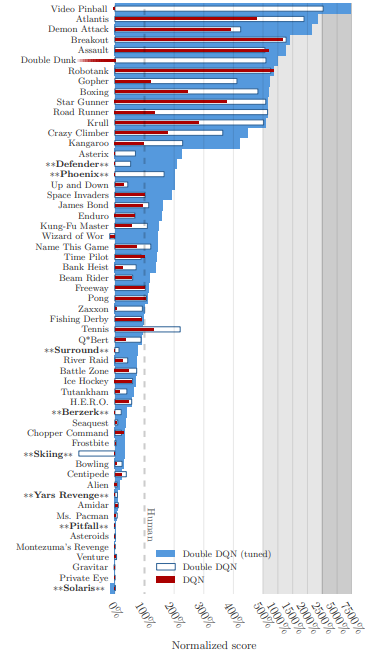 Video Pinball
Atlantis
Demon Attack
Breakout
Assault
Double Dunk
Robotank
Gopher
Boxing
Star Gunner
Road Runner
Krull
Crazy Climber
Kangaroo
Asterix
**Defender**
**Phoenix**
Up and Down
Space Invaders
James Bond
Enduro
Kung-Fu Master
Wizard of Wor
Name This Game
Time Pilot
Bank Heist
Beam Rider
Freeway
Pong
Zaxxon
Fishing Derby
Tennis
Q*Bert
**Surround**
River Raid
Battle Zone
Ice Hockey
Tutankham
H.E.R.O.
**Berzerk**
Seaquest
Chopper Command
Frostbite
**Skiing**
Bowling
Centipede
Alien
**Yars Revenge**
Amidar
Ms. Pacman
**Pitfall**
Asteroids
Montezuma's Revenge
Venture
Gravitar
Private Eye
**Solaris**
Human
Double DQN (tuned)
Double DQN
DQN
0%
100%
200%
300%
400%
500%
1000%
1500%
2000%
2500%
5000%
7500%
Normalized score